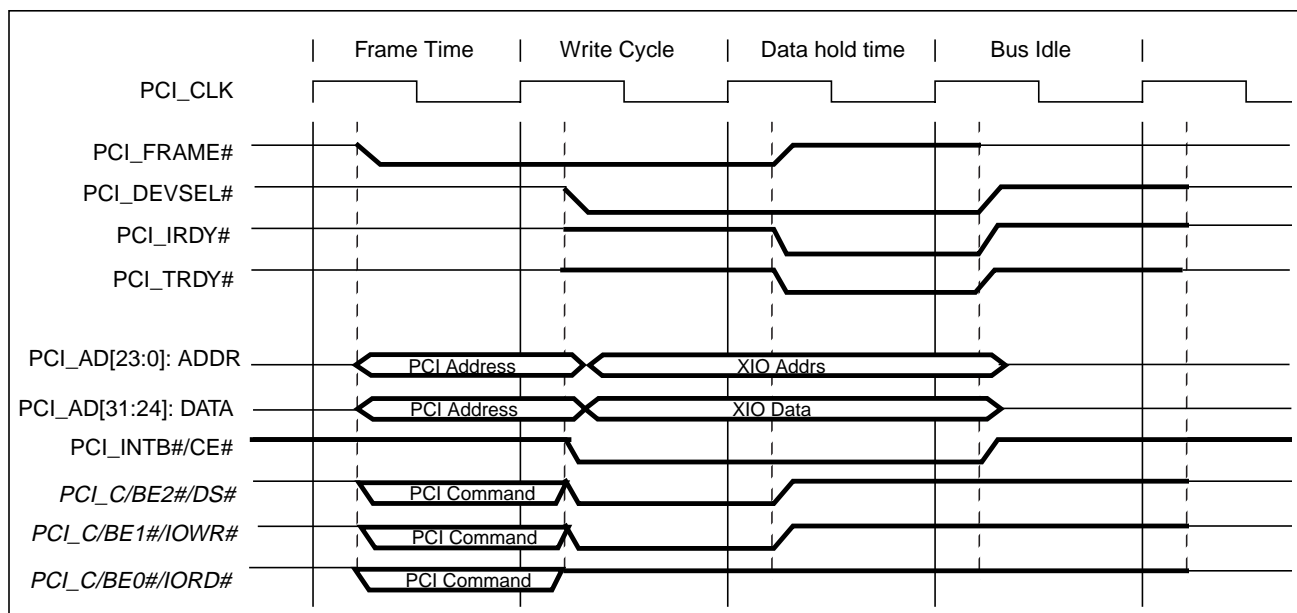 Frame Time Write Cycle Data hold time Bus Idle
PCI_CLK
PCI_FRAME#
PCI_DEVSEL#
PCI_IRDY#
PCI_TRDY#
PCI_AD[23:0]: ADDR PCI Address XIO Addrs
PCI_AD[31:24]: DATA PCI Address XIO Data
PCI_INTB#/CE#
PCI_C/BE2#/DS# PCI Command
PCI_C/BE1#/IOWR# PCI Command
PCI_C/BE0#/IORD# PCI Command